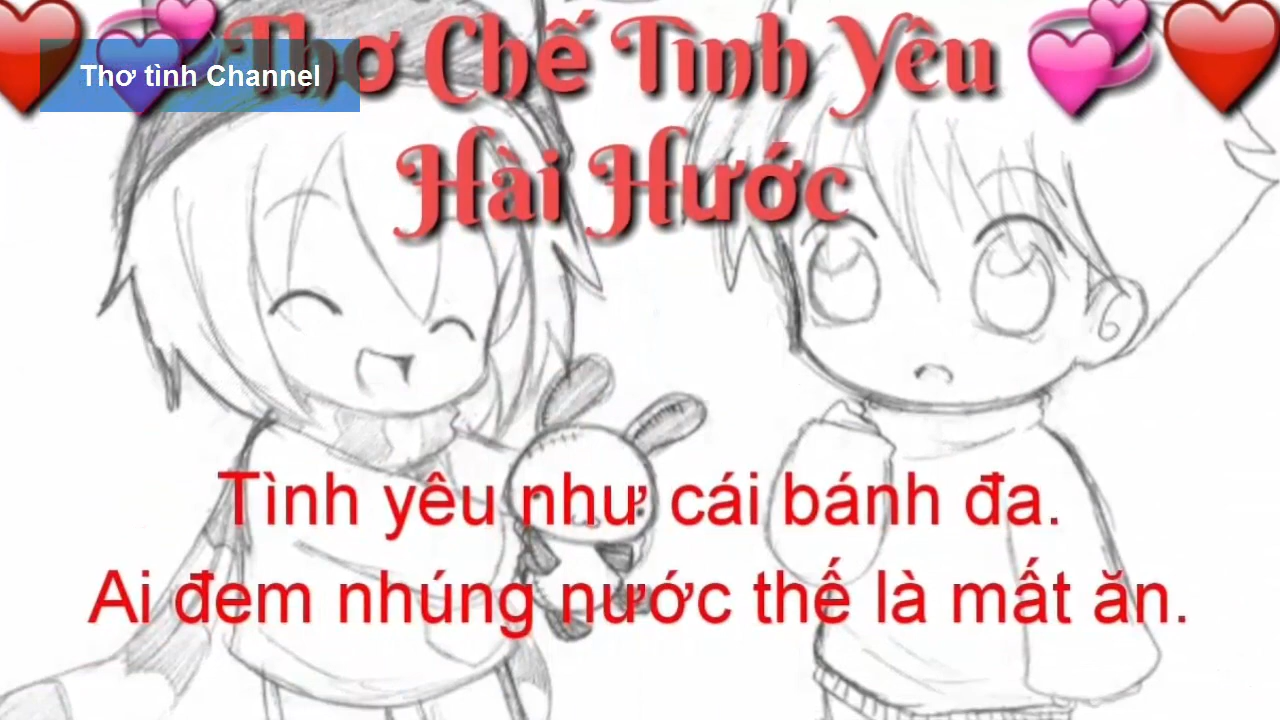 Thơ Chế Tình Yêu
Thơ tình Channel
Hài Hước
Tình yêu như cái bánh đa.
Ai đem nhúng nước thế là mất ăn.